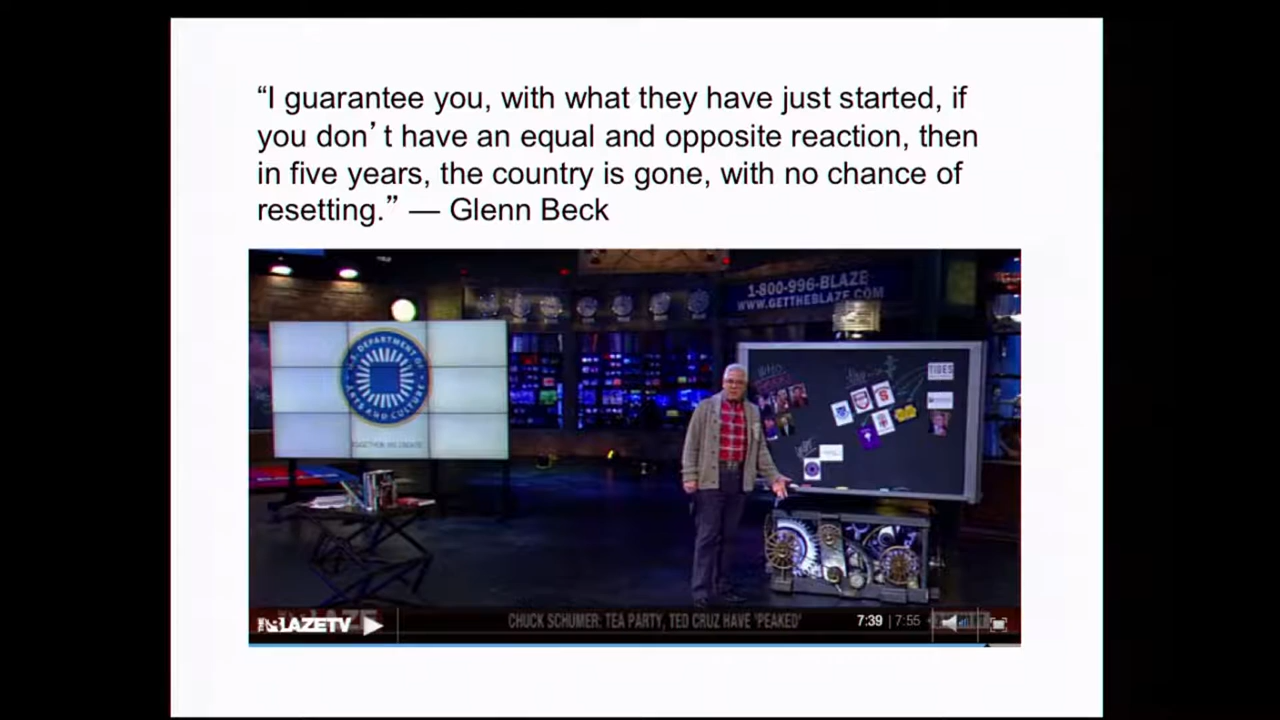 “I guarantee you, with what they have just started, if
you don’t have an equal and opposite reaction, then
in five years, the country is gone, with no chance of
resetting.” — Glenn Beck
1-800-996-BLAZE
WWW.GETTHEBLAZE.COM
U.S. DEPARTMENT OF
ARTS AND CULTURE
WHO
TIDES
THE BLAZETV
CHUCK SCHUMER: TEA PARTY, TED CRUZ HAVE 'PEAKED'
7:39 | 7:55